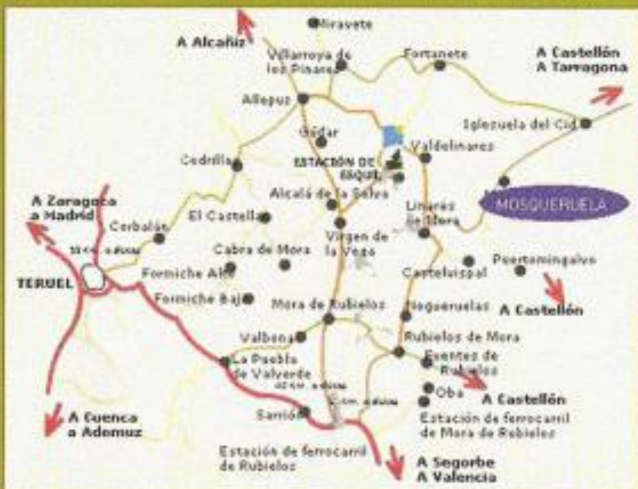 Miravete
A Alcañiz
Villarroya de
los Pinares
Fortanete
A Castellón
A Tarragona
Allepuz
Iglesuela del Cid
Gúdar
Valdelinares
Cedrilla
ESTACIÓN DE
ESQUÍ
MOSQUERUELA
A Zaragoza
a Madrid
Alcalá de la Selva
Linares
de Mora
El Castella
Corbalán
Virgen de
la Vega
Cabra de Mora
Puertomingalvo
TERUEL
Formiche Alto
Castelvispal
Formiche Bajo
A Castellón
Mora de Rubielos
Nogueruelas
Valbona
Rubielos de Mora
La Puebla
de Valverde
Fuentes de
Rubielos
Oba
A Castellón
A Cuenca
a Ademuz
Sarrión
Estación de ferrocarril
de Mora de Rubielos
Estación de ferrocarril
de Rubielos
A Segorbe
A Valencia